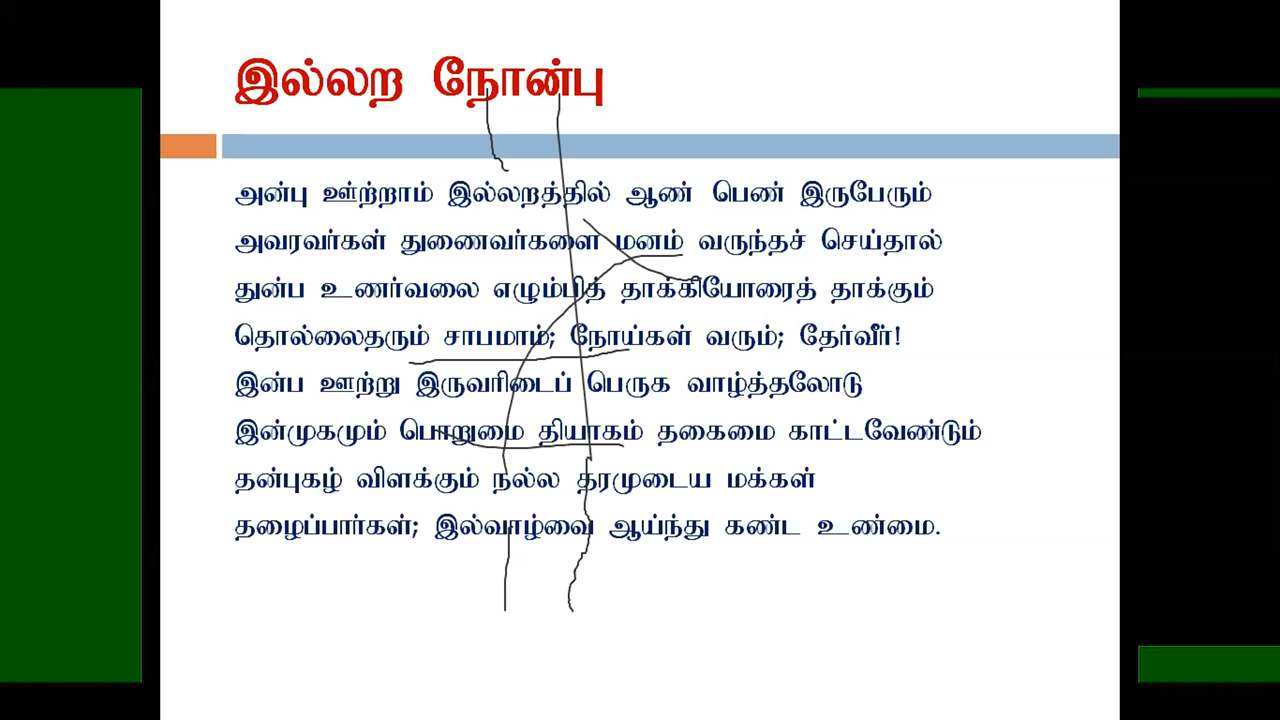 இல்லற நோன்பு
அன்பு ஊற்றாம் இல்லறத்தில் ஆண் பெண் இருபேரும்
அவரவர்கள் துணைவர்களை மனம் வருந்தச் செய்தால்
துன்ப உணர்வலை எழும்பித் தாக்கியோரைத் தாக்கும்
தொல்லைதரும் சாபமாம்; நோய்கள் வரும்; தேர்வீர்!
இன்ப ஊற்று இருவரிடைப் பெருக வாழ்த்தலோடு
இன்முகமும் பொறுமை தியாகம் தகைமை காட்டவேண்டும்
தன்புகழ் விளக்கும் நல்ல தரமுடைய மக்கள்
தழைப்பார்கள்; இல்வாழ்வை ஆய்ந்து கண்ட உண்மை.